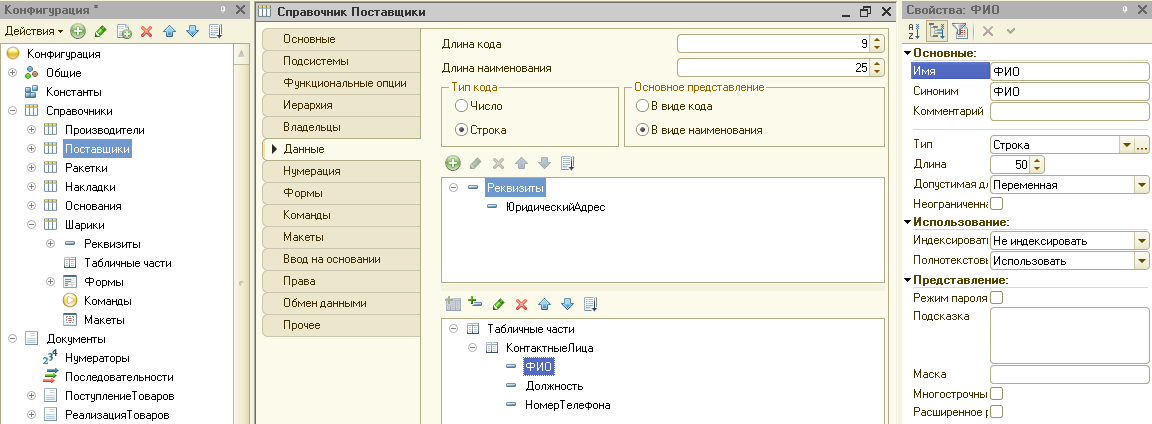 Конфигурация *
Действия
Конфигурация
Общие
Константы
Справочники
Производители
Поставщики
Ракетки
Накладки
Основания
Шарики
Реквизиты
Табличные части
Формы
Команды
Макеты
Документы
Нумераторы
Последовательности
ПоступлениеТоваров
РеализацияТоваров
Справочник Поставщики
Основные
Подсистемы
Функциональные опции
Иерархия
Владельцы
Данные
Нумерация
Формы
Команды
Макеты
Ввод на основании
Права
Обмен данными
Прочее
Длина кода 9
Длина наименования 25
Тип кода
Число
Строка
Основное представление
В виде кода
В виде наименования
Реквизиты
ЮридическийАдрес
Табличные части
КонтактныеЛица
ФИО
Должность
НомерТелефона
Свойства: ФИО
Основные:
Имя ФИО
Синоним ФИО
Комментарий
Тип Строка
Длина 50
Допустимая дл Переменная
Неограниченна
Использование:
Индексировать Не индексировать
Полнотекстовы Использовать
Представление:
Режим пароля
Подсказка
Маска
Многострочны
Расширенное р